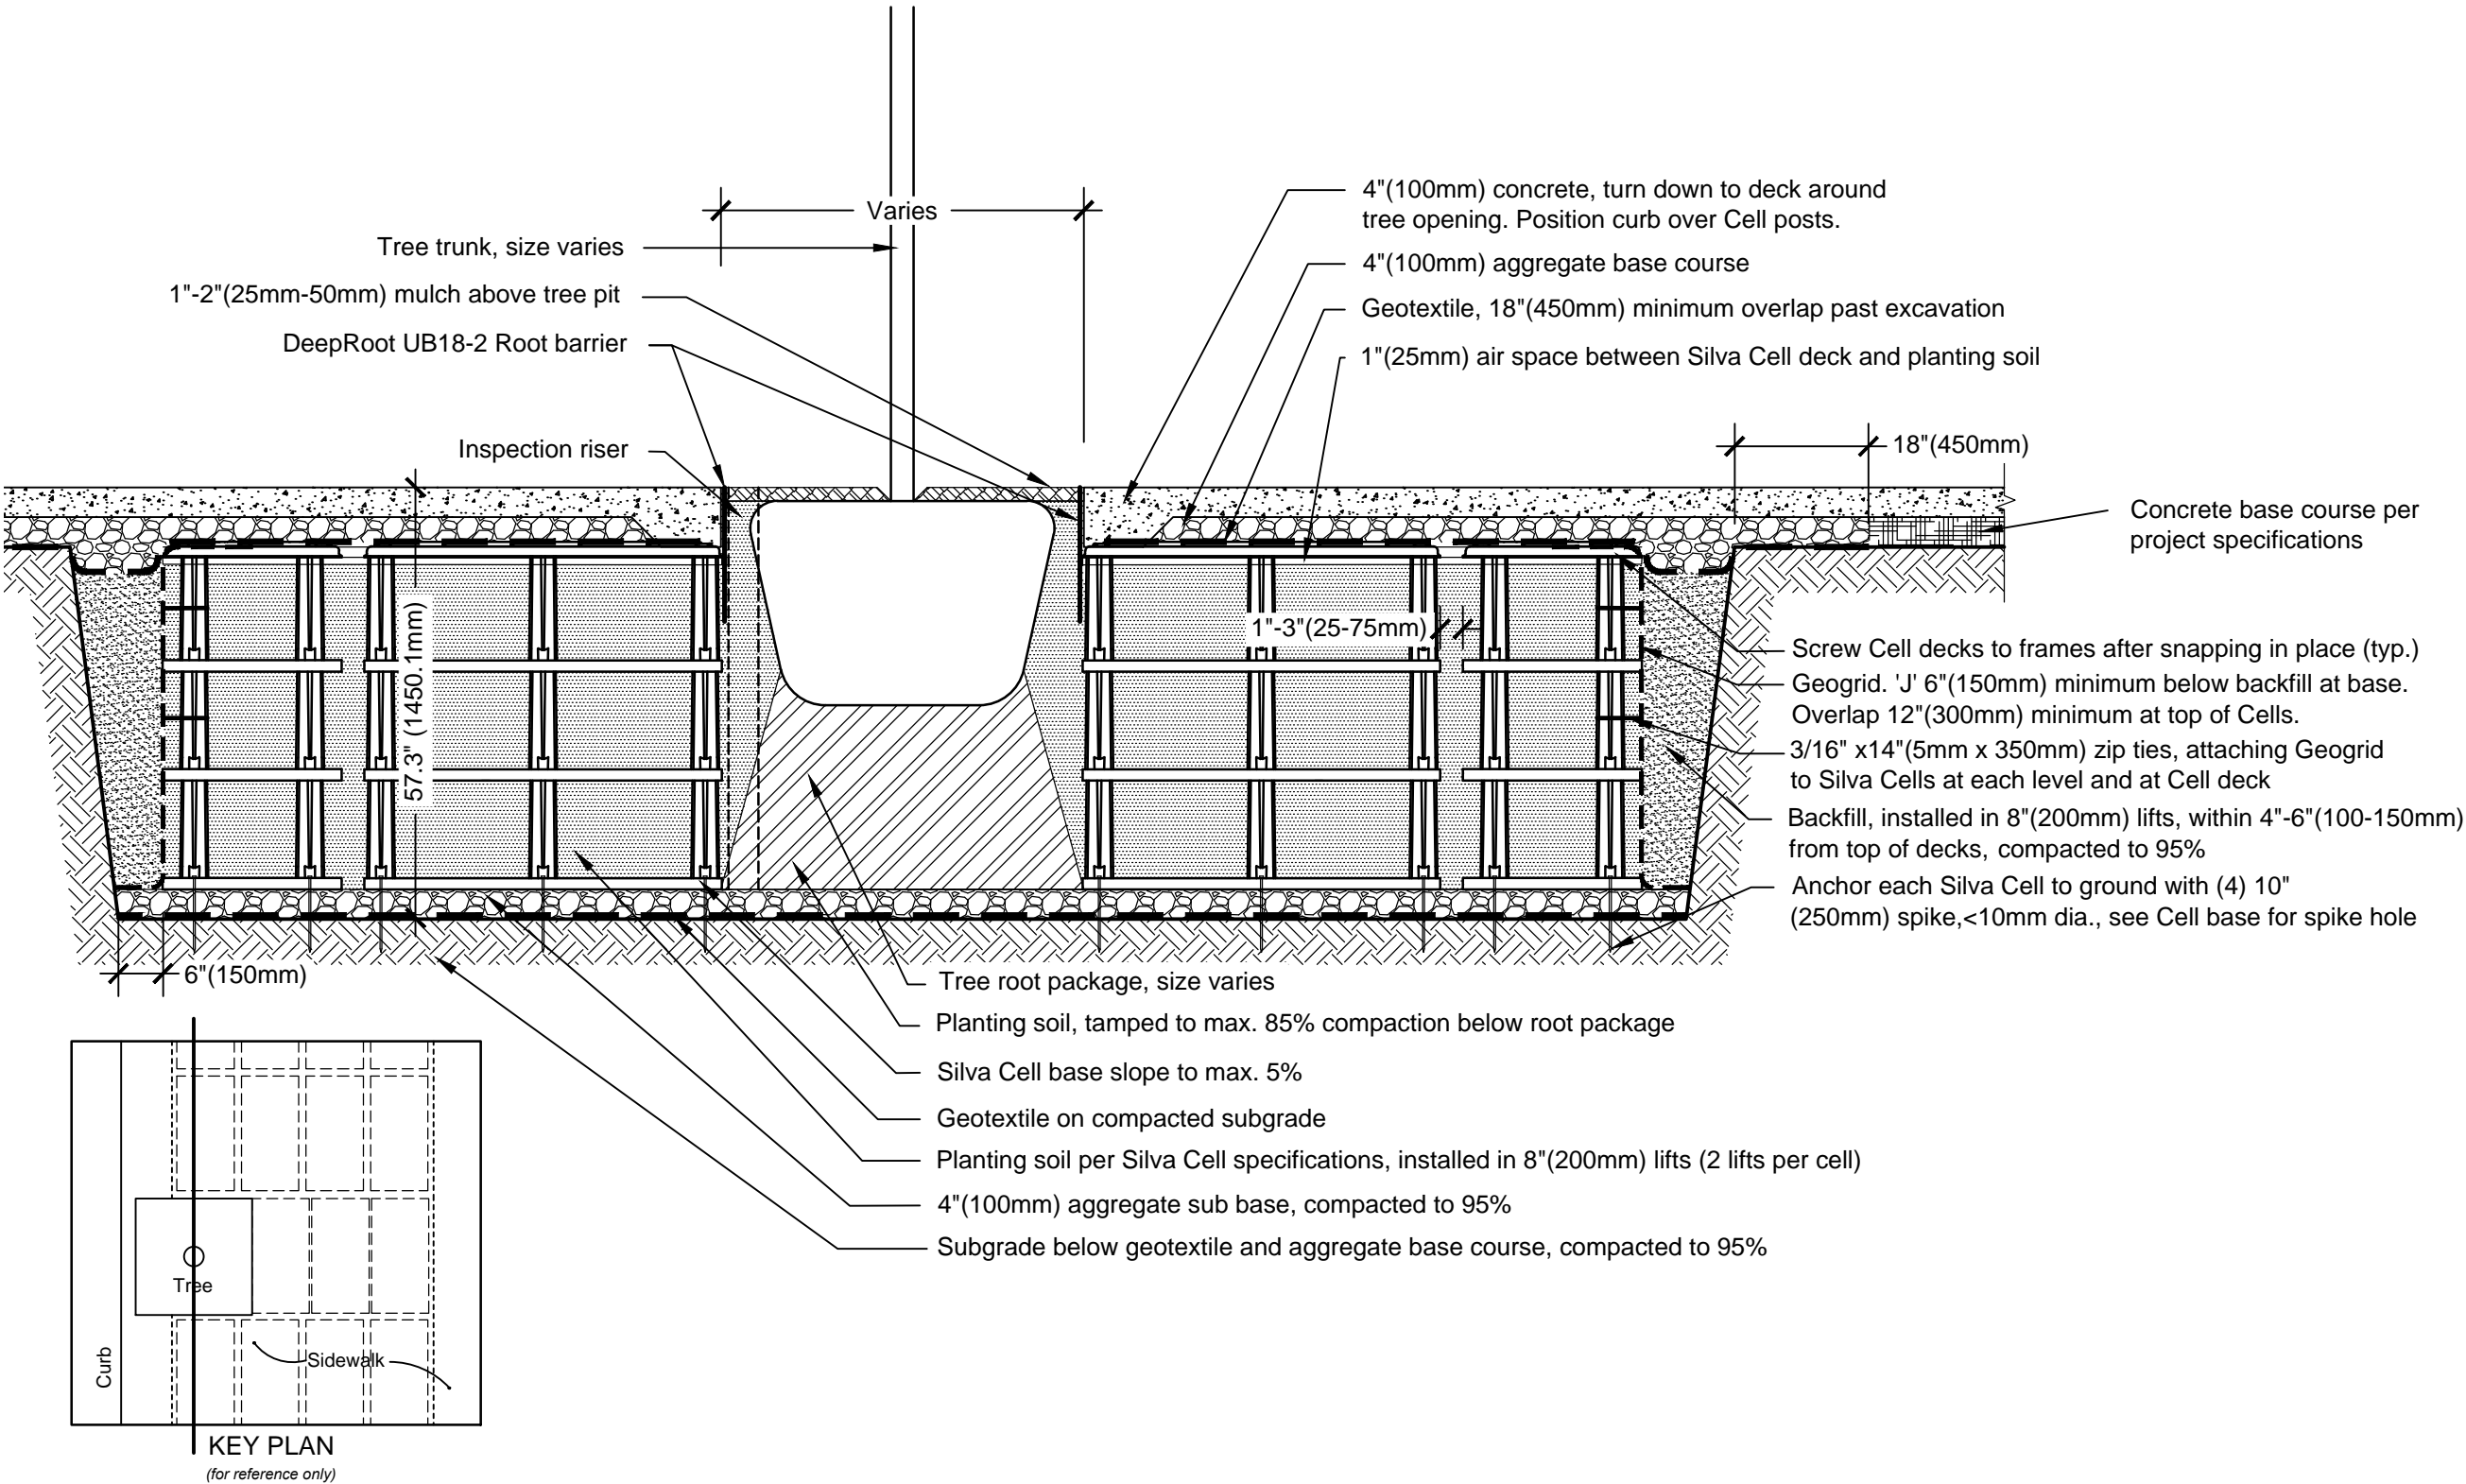 Varies
Tree trunk, size varies
1"-2"(25mm-50mm) mulch above tree pit
DeepRoot UB18-2 Root barrier
Inspection riser
4"(100mm) concrete, turn down to deck around
tree opening. Position curb over Cell posts.
4"(100mm) aggregate base course
Geotextile, 18"(450mm) minimum overlap past excavation
1"(25mm) air space between Silva Cell deck and planting soil
18"(450mm)
Concrete base course per
project specifications
57.3" (1450.1mm)
1"-3"(25-75mm)
Screw Cell decks to frames after snapping in place (typ.)
Geogrid. 'J' 6"(150mm) minimum below backfill at base.
Overlap 12"(300mm) minimum at top of Cells.
3/16" x14"(5mm x 350mm) zip ties, attaching Geogrid
to Silva Cells at each level and at Cell deck
Backfill, installed in 8"(200mm) lifts, within 4"-6"(100-150mm)
from top of decks, compacted to 95%
Anchor each Silva Cell to ground with (4) 10"
(250mm) spike,<10mm dia., see Cell base for spike hole
6"(150mm)
Tree root package, size varies
Planting soil, tamped to max. 85% compaction below root package
Silva Cell base slope to max. 5%
Geotextile on compacted subgrade
Planting soil per Silva Cell specifications, installed in 8"(200mm) lifts (2 lifts per cell)
4"(100mm) aggregate sub base, compacted to 95%
Subgrade below geotextile and aggregate base course, compacted to 95%
Tree
Curb
Sidewalk
KEY PLAN
(for reference only)